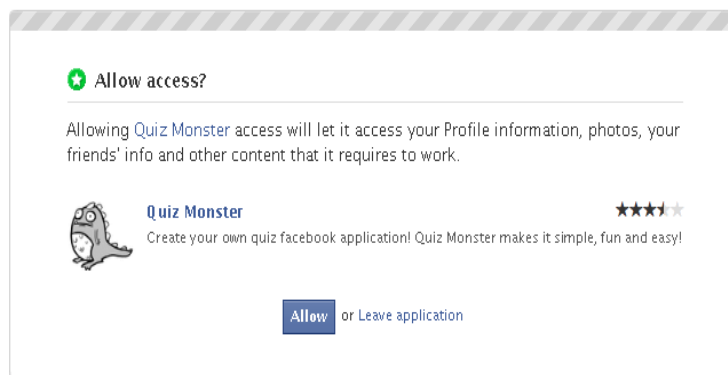 Allow access?
Allowing Quiz Monster access will let it access your Profile information, photos, your
friends' info and other content that it requires to work.
Quiz Monster
Create your own quiz facebook application! Quiz Monster makes it simple, fun and easy!
Allow or Leave application